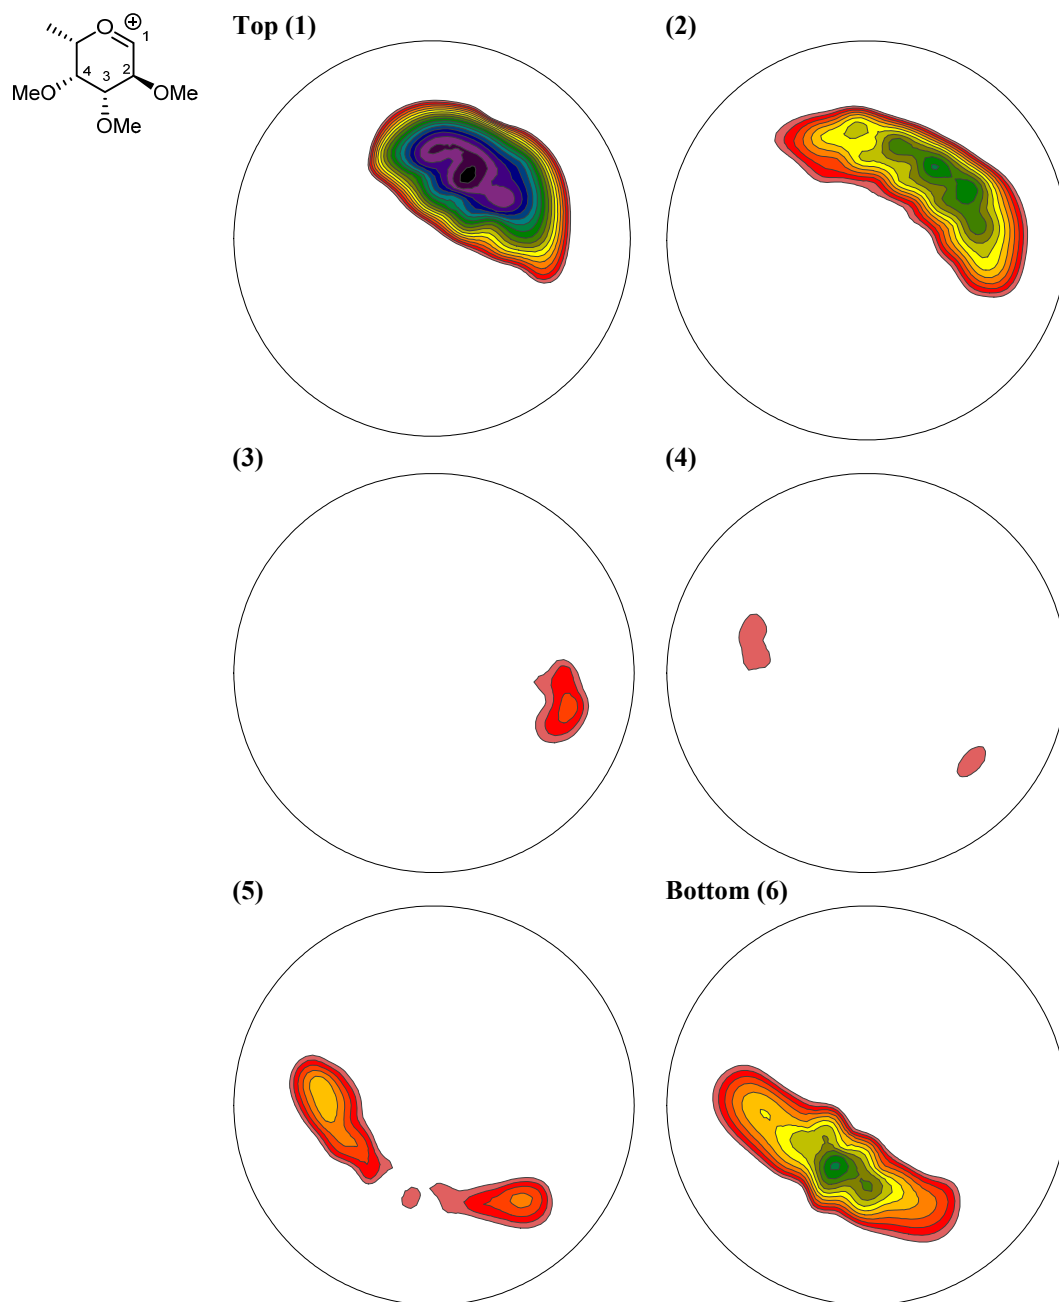 Top (1)
(2)
O ⊕
1
4 3 2
MeO OMe
OMe
(3)
(4)
(5)
Bottom (6)